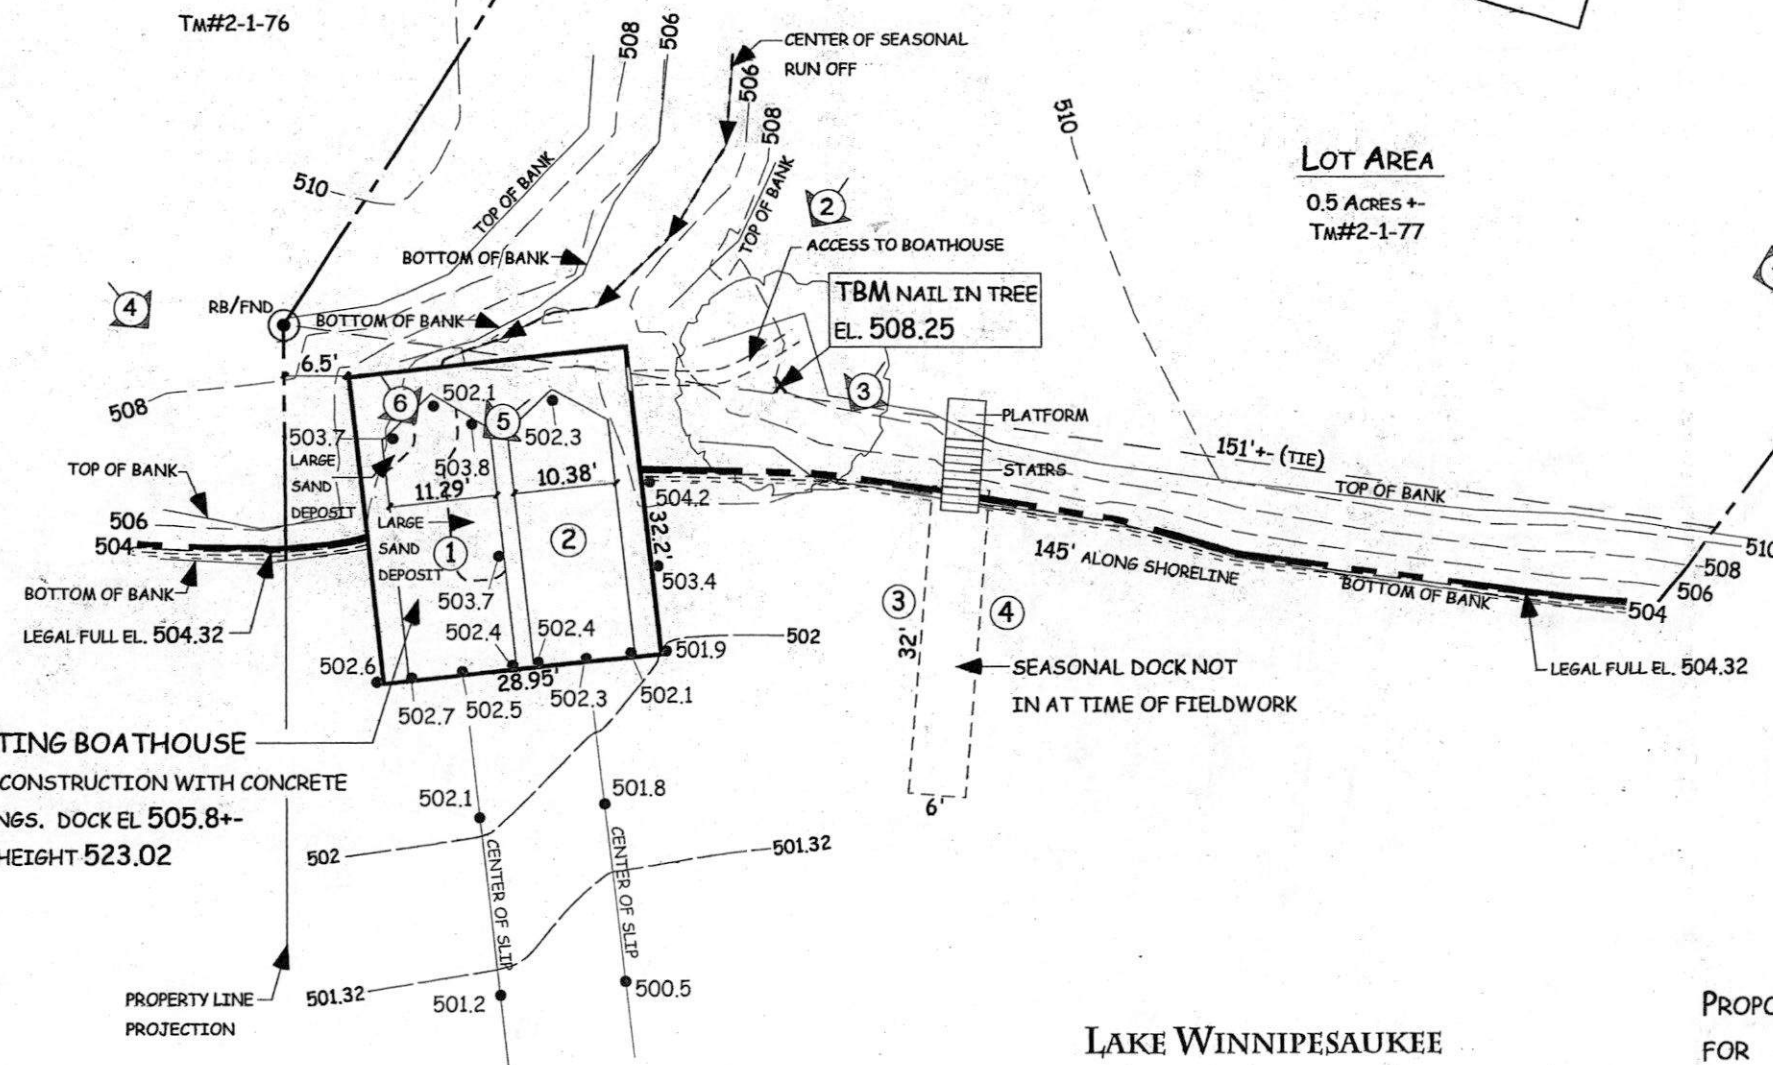 TM#2-1-76
508
506
CENTER OF SEASONAL
RUN OFF
506
508
510
LOT AREA
0.5 ACRES +-
TM#2-1-77
510
TOP OF BANK
TOP OF BANK
2
BOTTOM OF BANK
ACCESS TO BOATHOUSE
4
RB/FND
BOTTOM OF BANK
TBM NAIL IN TREE
EL. 508.25
6.5'
508
6
502.1
5
3
503.7
502.3
PLATFORM
LARGE
SAND
DEPOSIT
503.8
11.29'
10.38'
STAIRS
151'+- (TIE)
TOP OF BANK
TOP OF BANK
504.2
506
504
LARGE
SAND
DEPOSIT
1
2
32.2'
503.4
145' ALONG SHORELINE
BOTTOM OF BANK
510
508
506
504
BOTTOM OF BANK
LEGAL FULL EL. 504.32
503.7
502.4
502.4
502
501.9
3
4
32'
SEASONAL DOCK NOT
IN AT TIME OF FIELDWORK
LEGAL FULL EL. 504.32
502.6
28.95'
502.7
502.5
502.3
502.1
TING BOATHOUSE
CONSTRUCTION WITH CONCRETE
NGS. DOCK EL 505.8+-
HEIGHT 523.02
502.1
501.8
6'
502
501.32
CENTER OF SLIP
CENTER OF SLIP
PROPERTY LINE
PROJECTION
501.32
501.2
500.5
LAKE WINNIPESAUKEE
PROPO
FOR